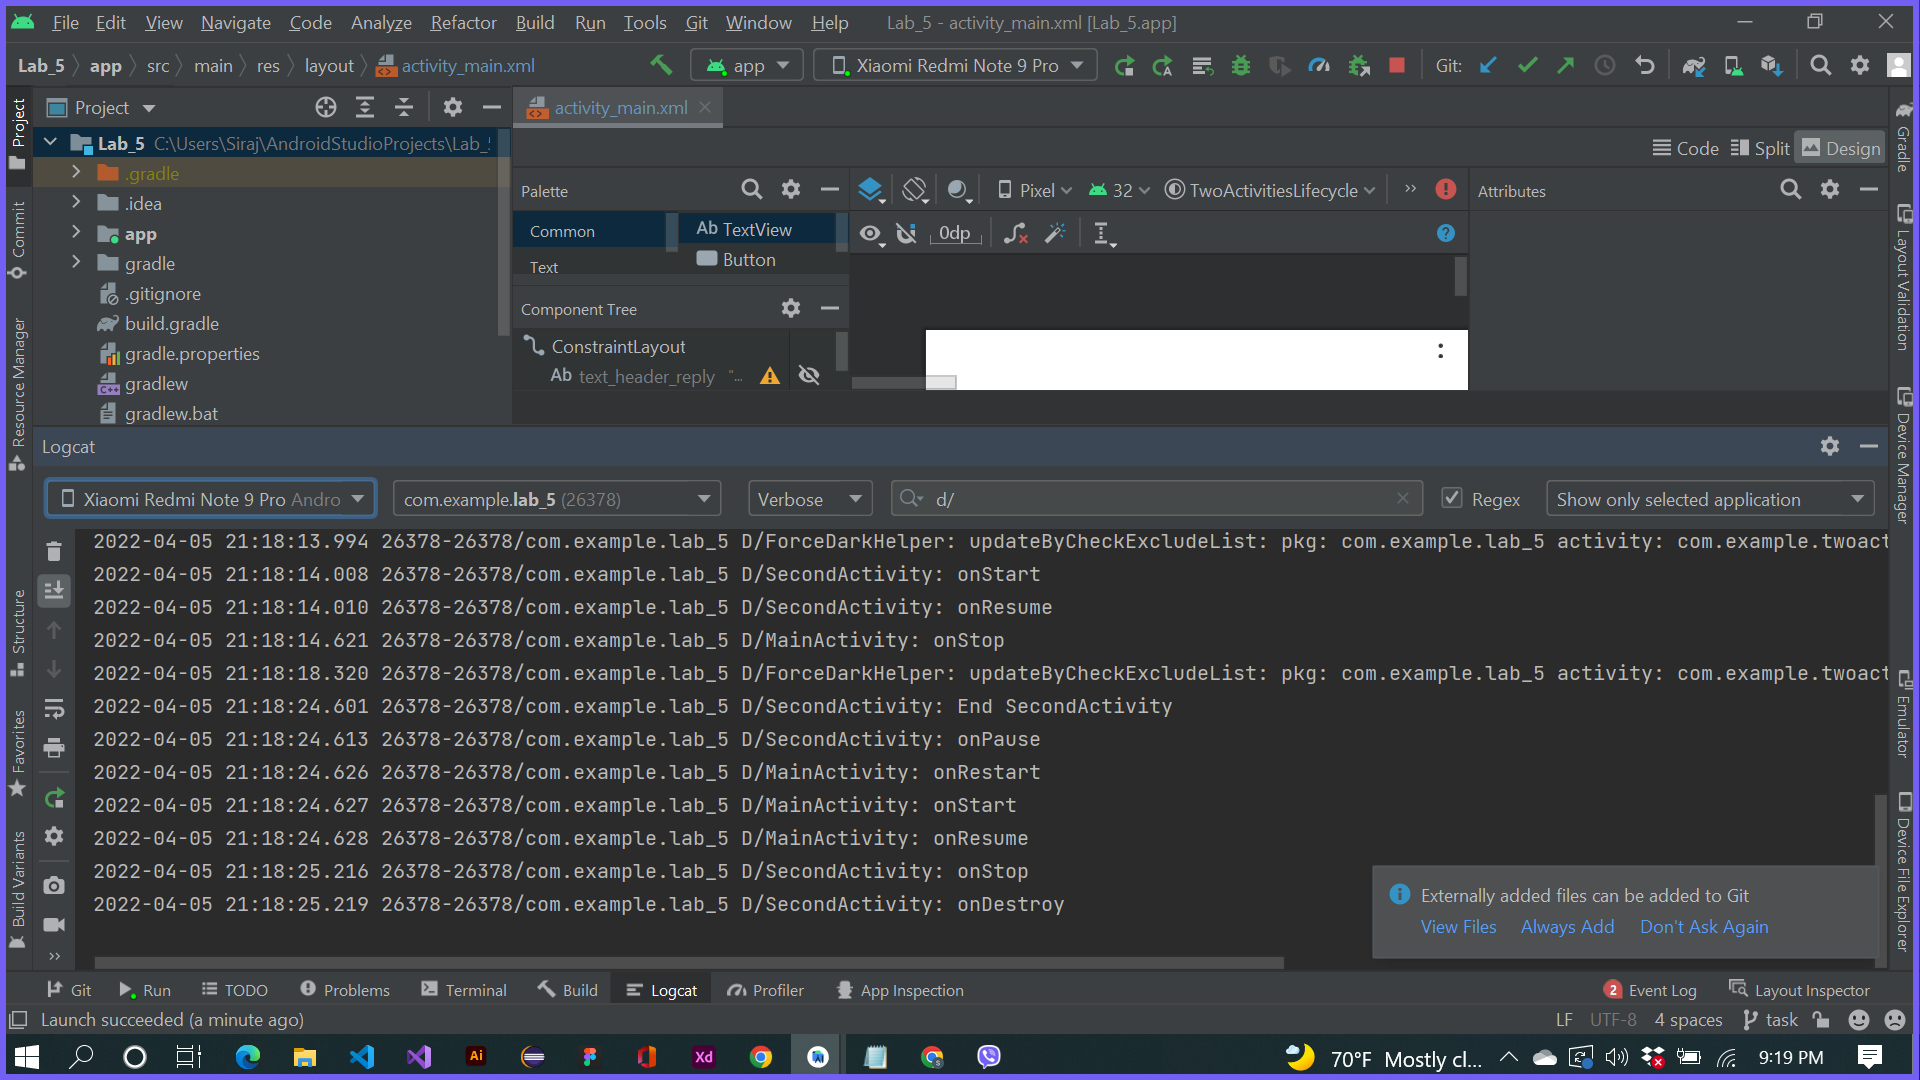 File Edit View Navigate Code Analyze Refactor Build Run Tools Git Window Help Lab_5 - activity_main.xml [Lab_5.app]
Lab_5 app src main res layout activity_main.xml app Xiaomi Redmi Note 9 Pro Git:
Project activity_main.xml
Lab_5 C:\Users\Siraj\AndroidStudioProjects\Lab_5
Code Split Design
.gradle
.idea
app
gradle
.gitignore
build.gradle
gradle.properties
gradlew
gradlew.bat
Palette
Common
Text
Ab TextView
Button
Component Tree
ConstraintLayout
Ab text_header_reply "...
Pixel 32 TwoActivitiesLifecycle
0dp
Attributes
Project
Commit
Resource Manager
Structure
Favorites
Build Variants
Gradle
Layout Validation
Device Manager
Emulator
Device File Explorer
Logcat
Xiaomi Redmi Note 9 Pro Andro com.example.lab_5 (26378) Verbose d/ Regex Show only selected application
2022-04-05 21:18:13.994 26378-26378/com.example.lab_5 D/ForceDarkHelper: updateByCheckExcludeList: pkg: com.example.lab_5 activity: com.example.twoact
2022-04-05 21:18:14.008 26378-26378/com.example.lab_5 D/SecondActivity: onStart
2022-04-05 21:18:14.010 26378-26378/com.example.lab_5 D/SecondActivity: onResume
2022-04-05 21:18:14.621 26378-26378/com.example.lab_5 D/MainActivity: onStop
2022-04-05 21:18:18.320 26378-26378/com.example.lab_5 D/ForceDarkHelper: updateByCheckExcludeList: pkg: com.example.lab_5 activity: com.example.twoact
2022-04-05 21:18:24.601 26378-26378/com.example.lab_5 D/SecondActivity: End SecondActivity
2022-04-05 21:18:24.613 26378-26378/com.example.lab_5 D/SecondActivity: onPause
2022-04-05 21:18:24.626 26378-26378/com.example.lab_5 D/MainActivity: onRestart
2022-04-05 21:18:24.627 26378-26378/com.example.lab_5 D/MainActivity: onStart
2022-04-05 21:18:24.628 26378-26378/com.example.lab_5 D/MainActivity: onResume
2022-04-05 21:18:25.216 26378-26378/com.example.lab_5 D/SecondActivity: onStop
2022-04-05 21:18:25.219 26378-26378/com.example.lab_5 D/SecondActivity: onDestroy
Externally added files can be added to Git
View Files Always Add Don't Ask Again
Git Run TODO Problems Terminal Build Logcat Profiler App Inspection 2 Event Log Layout Inspector
Launch succeeded (a minute ago) LF UTF-8 4 spaces task
Ai Xd 70°F Mostly cl... 9:19 PM